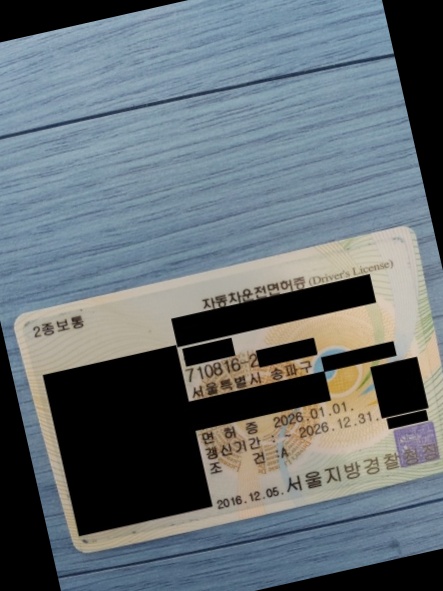 자동차운전면허증 (Driver's License)
2종보통
710816-2
서울특별시 송파구
면 허 증 2026.01.01.
갱신기간 ~ 2026.12.31.
조 건 :A
2016.12.05. 서울지방경찰청장